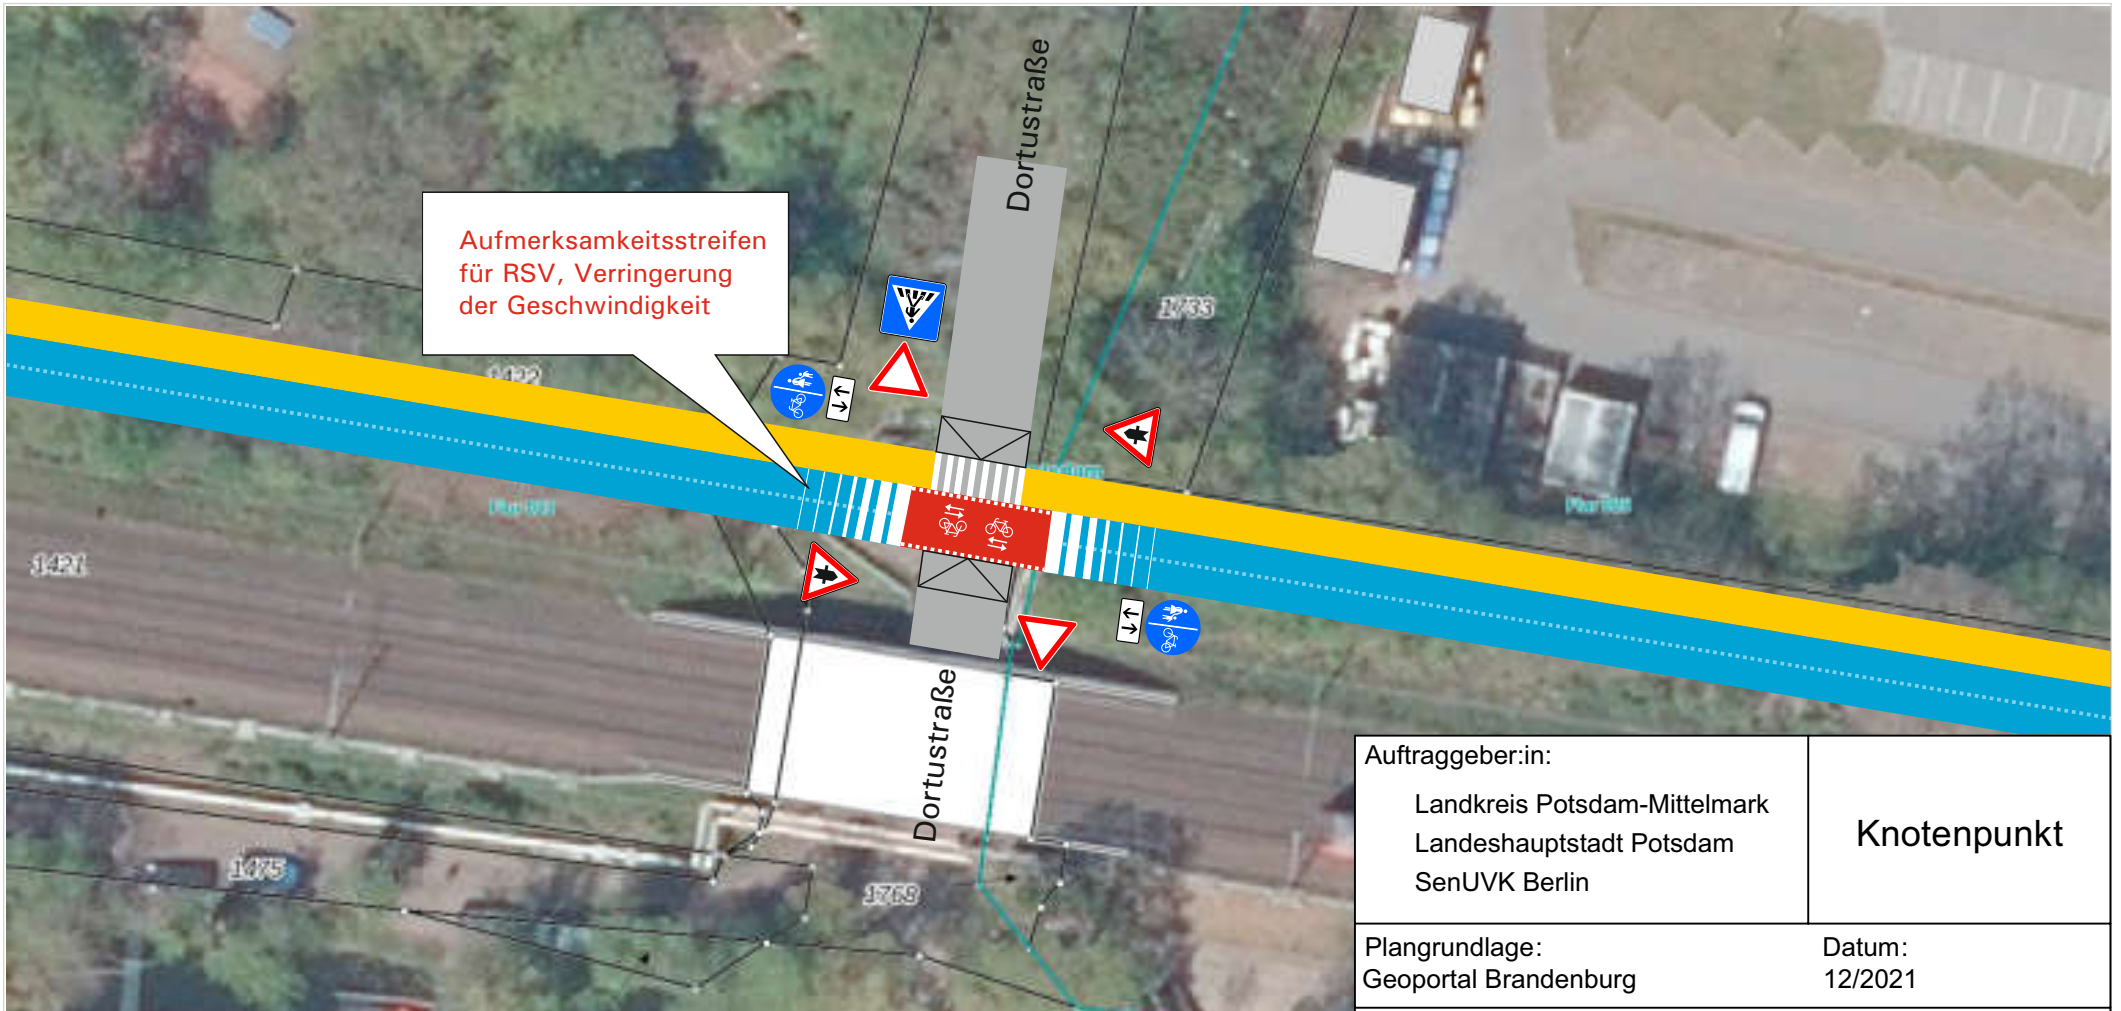 Dortustraße
Aufmerksamkeitsstreifen
für RSV, Verringerung
der Geschwindigkeit
1733
1422
1421
Dortustraße
1475
1768
Auftraggeber:in:
Landkreis Potsdam-Mittelmark
Landeshauptstadt Potsdam
SenUVK Berlin
Knotenpunkt
Plangrundlage:
Geoportal Brandenburg
Datum:
12/2021